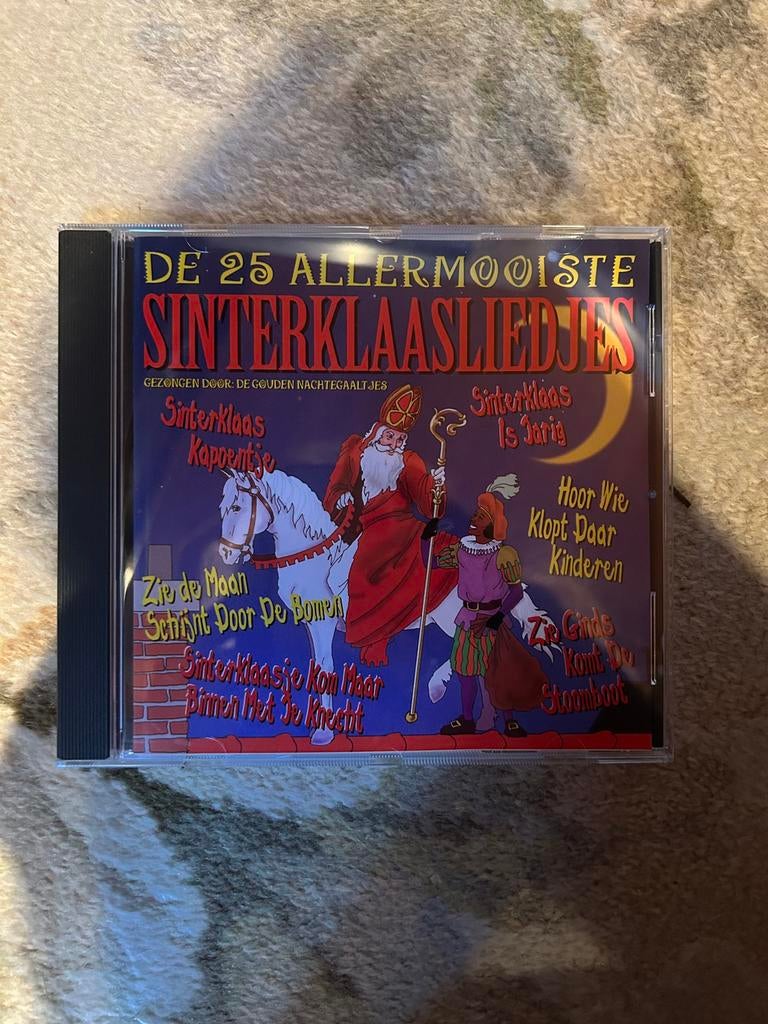 DE 25 ALLERMOOISTE
SINTERKLAASLIEDJES
GEZONGEN DOOR: DE GOUDEN NACHTEGAALTJES
Sinterklaas
Kapoentje
Sinterklaas
Is Jarig
Hoor Wie
Klopt Daar
Kinderen
Zie de Maan
Schijnt Door De Bomen
Zie Ginds
Komt De
Stoomboot
Sinterklaasje Kom Maar
Binnen Met Je Knecht